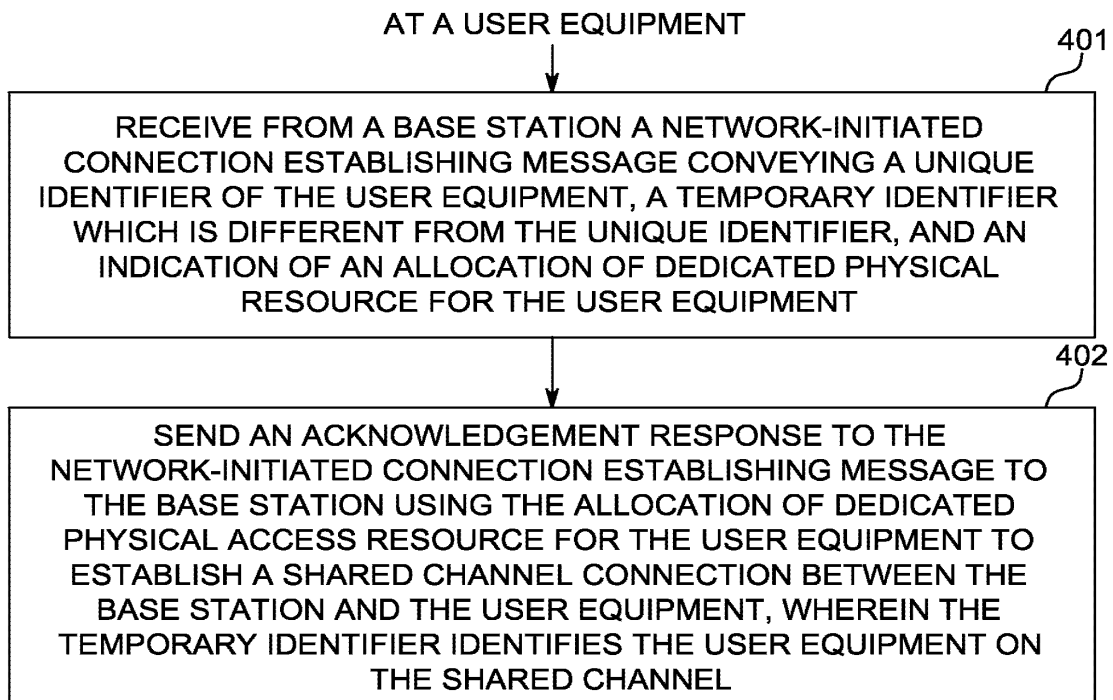 AT A USER EQUIPMENT
401
RECEIVE FROM A BASE STATION A NETWORK-INITIATED
CONNECTION ESTABLISHING MESSAGE CONVEYING A UNIQUE
IDENTIFIER OF THE USER EQUIPMENT, A TEMPORARY IDENTIFIER
WHICH IS DIFFERENT FROM THE UNIQUE IDENTIFIER, AND AN
INDICATION OF AN ALLOCATION OF DEDICATED PHYSICAL
RESOURCE FOR THE USER EQUIPMENT
402
SEND AN ACKNOWLEDGEMENT RESPONSE TO THE
NETWORK-INITIATED CONNECTION ESTABLISHING MESSAGE TO
THE BASE STATION USING THE ALLOCATION OF DEDICATED
PHYSICAL ACCESS RESOURCE FOR THE USER EQUIPMENT TO
ESTABLISH A SHARED CHANNEL CONNECTION BETWEEN THE
BASE STATION AND THE USER EQUIPMENT, WHEREIN THE
TEMPORARY IDENTIFIER IDENTIFIES THE USER EQUIPMENT ON
THE SHARED CHANNEL